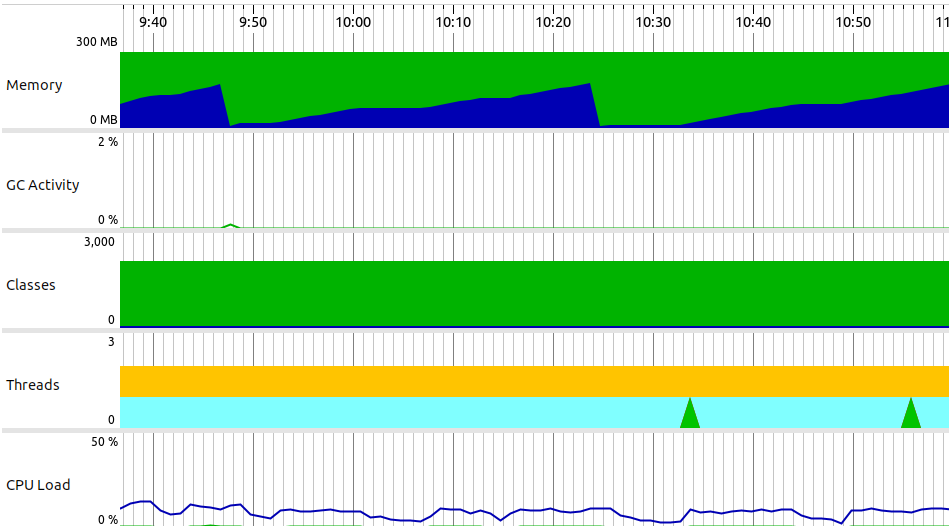 9:40 9:50 10:00 10:10 10:20 10:30 10:40 10:50 11
300 MB
Memory
0 MB
2 %
GC Activity
0 %
3,000
Classes
0
3
Threads
0
50 %
CPU Load
0 %